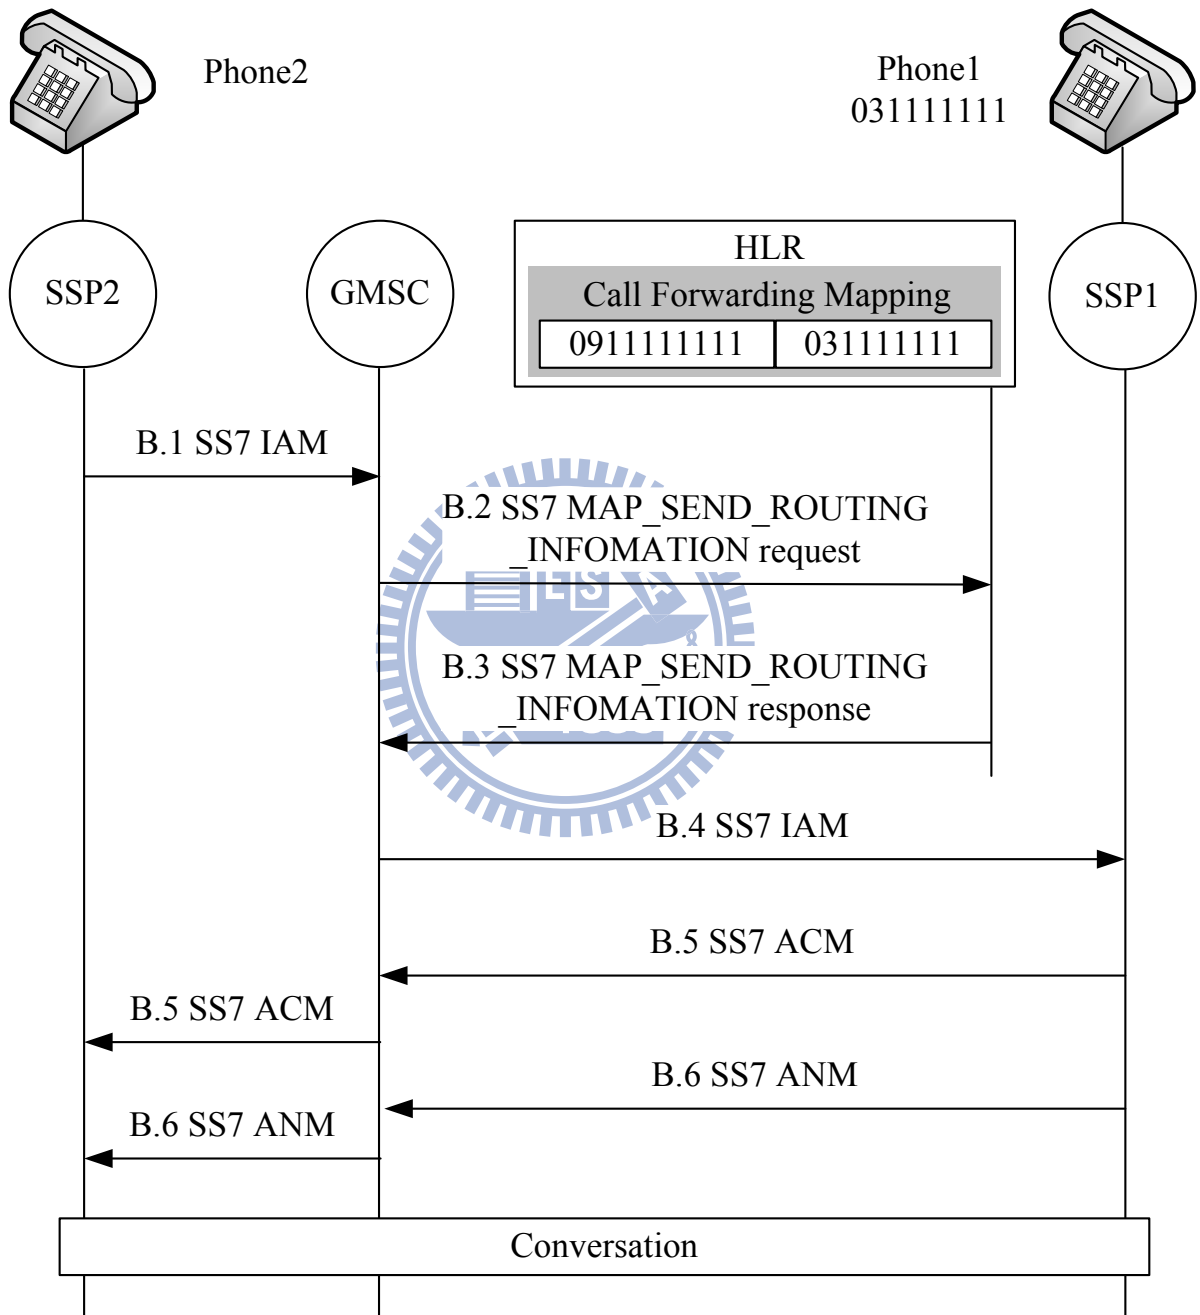 Phone2
Phone1
031111111
SSP2
GMSC
HLR
Call Forwarding Mapping
0911111111
031111111
SSP1
B.1 SS7 IAM
B.2 SS7 MAP_SEND_ROUTING
_INFOMATION request
B.3 SS7 MAP_SEND_ROUTING
_INFOMATION response
B.4 SS7 IAM
B.5 SS7 ACM
B.5 SS7 ACM
B.6 SS7 ANM
B.6 SS7 ANM
Conversation